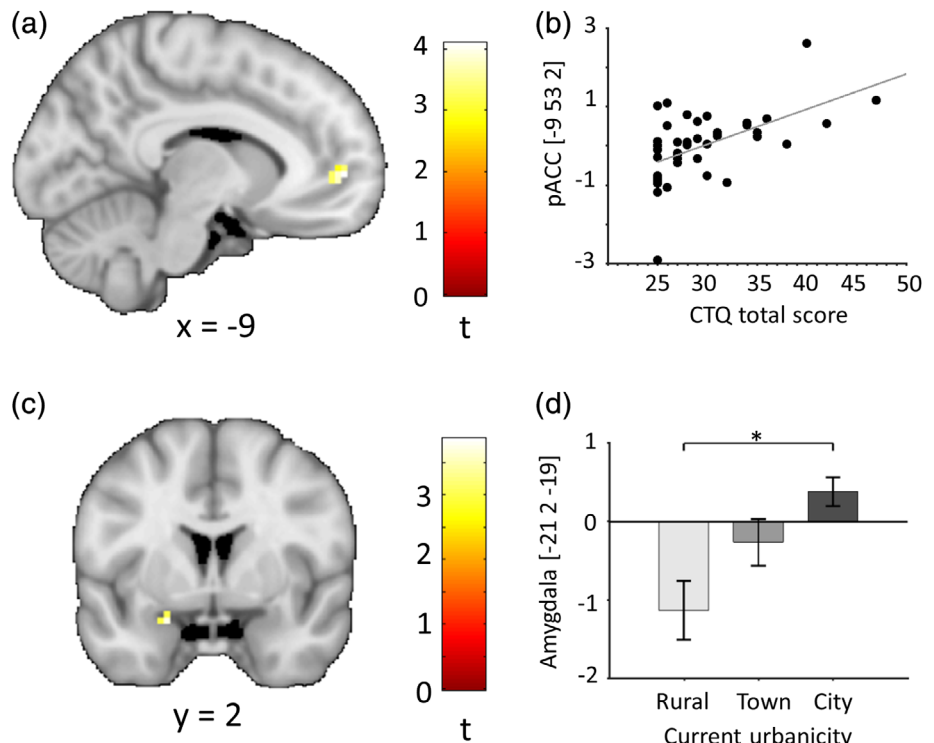 (a)
4
3
2
1
0
x = -9
t
(b)
pACC [-9 53 2]
3
1
-1
-3
25 30 35 40 45 50
CTQ total score
(c)
3
2
1
0
y = 2
t
(d)
Amygdala [-21 2 -19]
*
1
0
-1
-2
Rural Town City
Current urbanicity